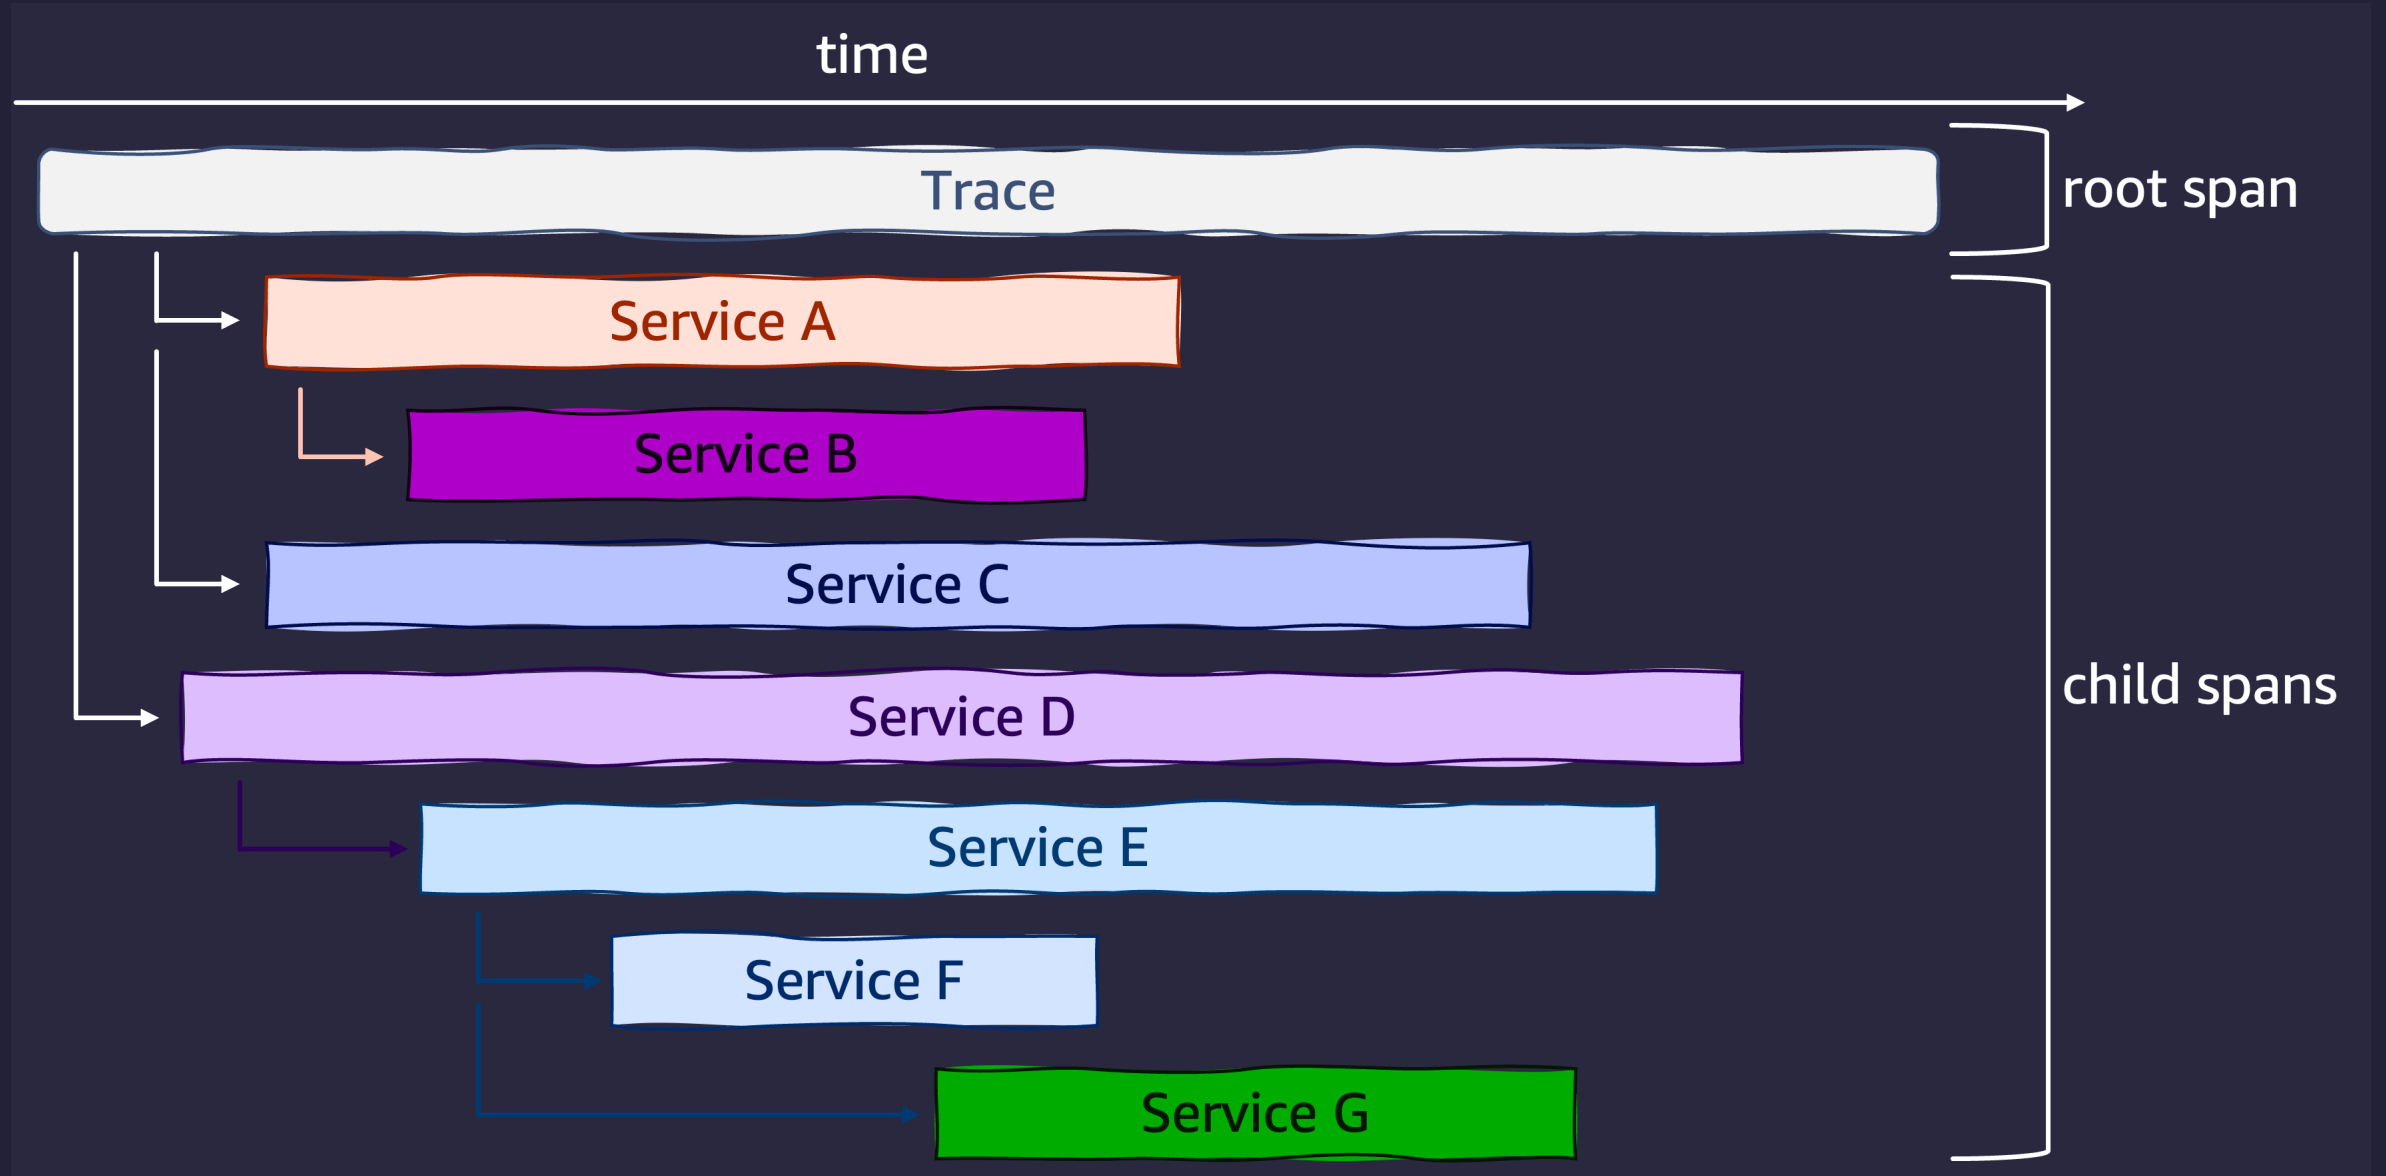 time
Trace
root span
Service A
Service B
Service C
Service D
child spans
Service E
Service F
Service G